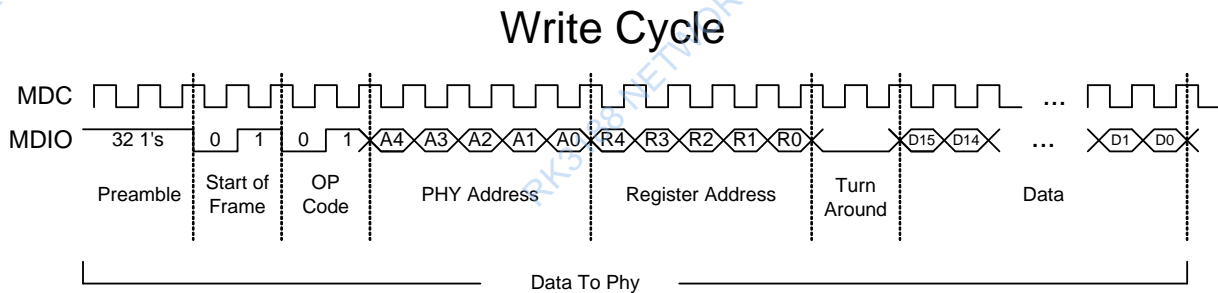 Write Cycle
MDC
...
MDIO
32 1's 0 1 0 1 A4 A3 A2 A1 A0 R4 R3 R2 R1 R0 D15 D14 ... D1 D0
Preamble
Start of
Frame
OP
Code
PHY Address
Register Address
Turn
Around
Data
Data To Phy